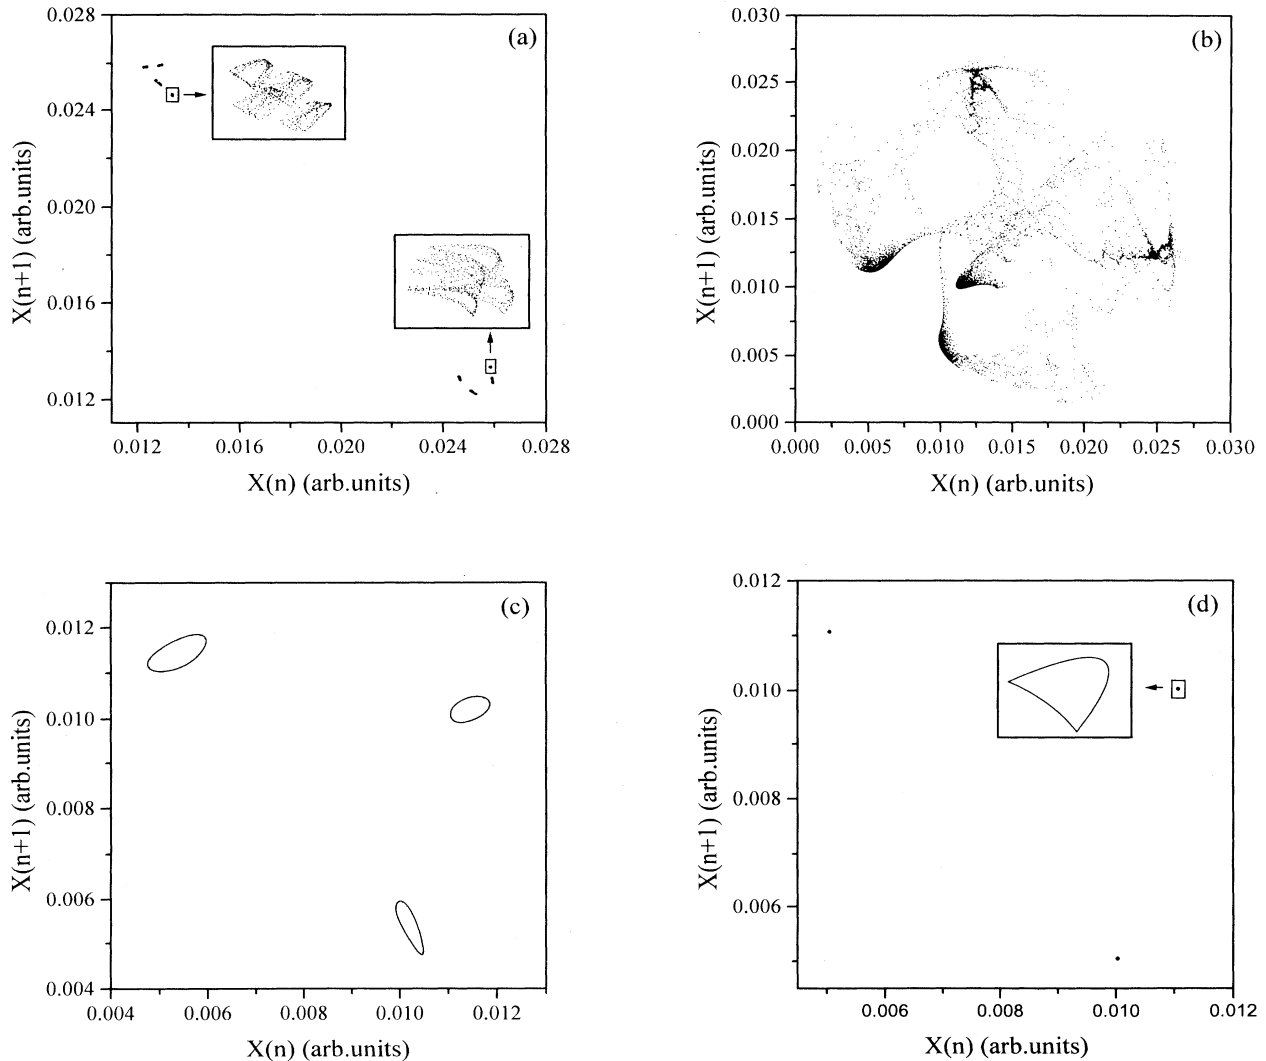 (a)
0.028
0.024
0.020
0.016
0.012
X(n+1) (arb.units)
0.012 0.016 0.020 0.024 0.028
X(n) (arb.units)
(b)
0.030
0.025
0.020
0.015
0.010
0.005
0.000
X(n+1) (arb.units)
0.000 0.005 0.010 0.015 0.020 0.025 0.030
X(n) (arb.units)
(c)
0.012
0.010
0.008
0.006
0.004
X(n+1) (arb.units)
0.004 0.006 0.008 0.010 0.012
X(n) (arb.units)
(d)
0.012
0.010
0.008
0.006
X(n+1) (arb.units)
0.006 0.008 0.010 0.012
X(n) (arb.units)